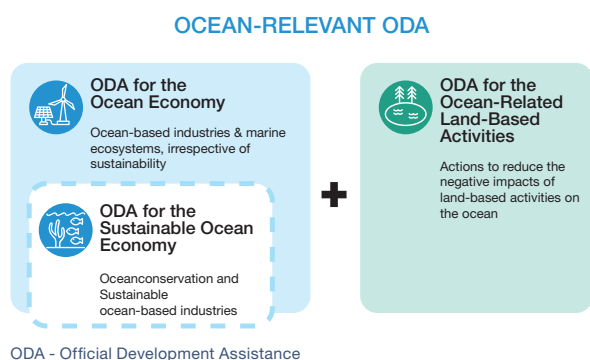 OCEAN-RELEVANT ODA
ODA for the
Ocean Economy
Ocean-based industries & marine
ecosystems, irrespective of
sustainability
ODA for the
Sustainable Ocean
Economy
Oceanconservation and
Sustainable
ocean-based industries
+
ODA for the
Ocean-Related
Land-Based
Activities
Actions to reduce the
negative impacts of
land-based activities on
the ocean
ODA - Official Development Assistance